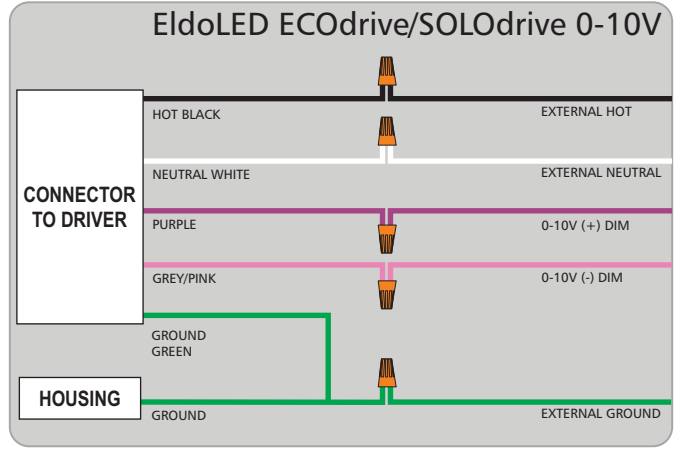 EldoLED ECOdrive/SOLOdrive 0-10V
HOT BLACK
EXTERNAL HOT
NEUTRAL WHITE
EXTERNAL NEUTRAL
CONNECTOR
TO DRIVER
PURPLE
0-10V (+) DIM
GREY/PINK
0-10V (-) DIM
GROUND
GREEN
HOUSING
GROUND
EXTERNAL GROUND